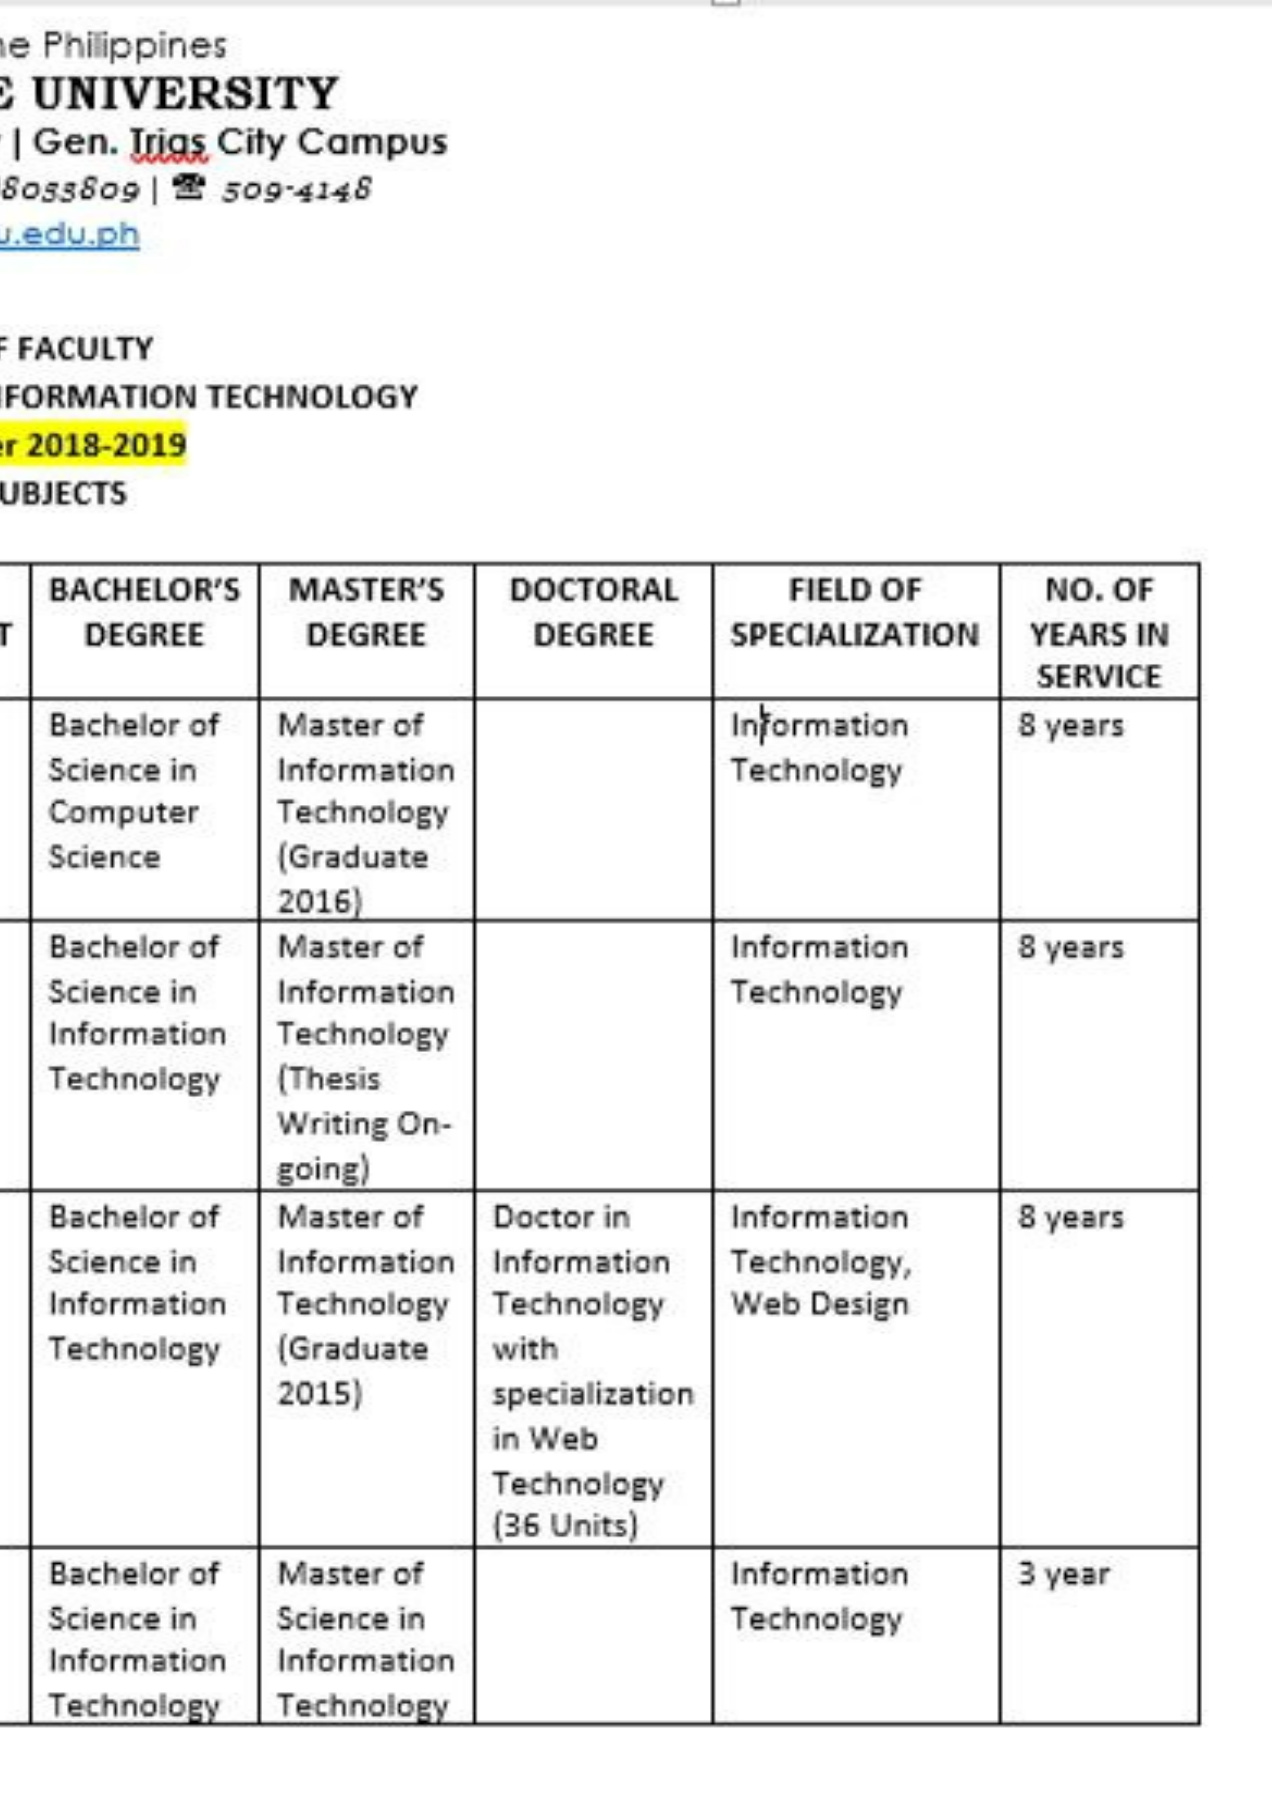 ne Philippines
E UNIVERSITY
| Gen. Trias City Campus
8033809 | ☎ 509-4148
u.edu.ph
F FACULTY
NFORMATION TECHNOLOGY
er 2018-2019
UBJECTS
T
BACHELOR'S
DEGREE
MASTER'S
DEGREE
DOCTORAL
DEGREE
FIELD OF
SPECIALIZATION
NO. OF
YEARS IN
SERVICE
Bachelor of
Science in
Computer
Science
Master of
Information
Technology
(Graduate
2016)
Information
Technology
8 years
Bachelor of
Science in
Information
Technology
Master of
Information
Technology
(Thesis
Writing On-
going)
Information
Technology
8 years
Bachelor of
Science in
Information
Technology
Master of
Information
Technology
(Graduate
2015)
Doctor in
Information
Technology
with
specialization
in Web
Technology
(36 Units)
Information
Technology,
Web Design
8 years
Bachelor of
Science in
Information
Technology
Master of
Science in
Information
Technology
Information
Technology
3 year